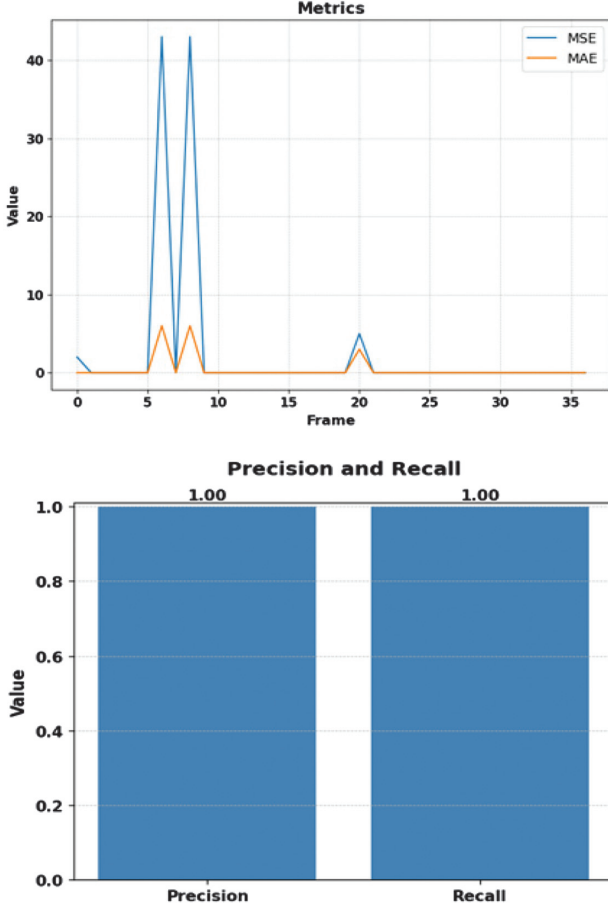 Metrics
MSE
MAE
40
30
20
10
0
Value
0 5 10 15 20 25 30 35
Frame
Precision and Recall
1.00 1.00
1.0
0.8
0.6
0.4
0.2
0.0
Value
Precision Recall